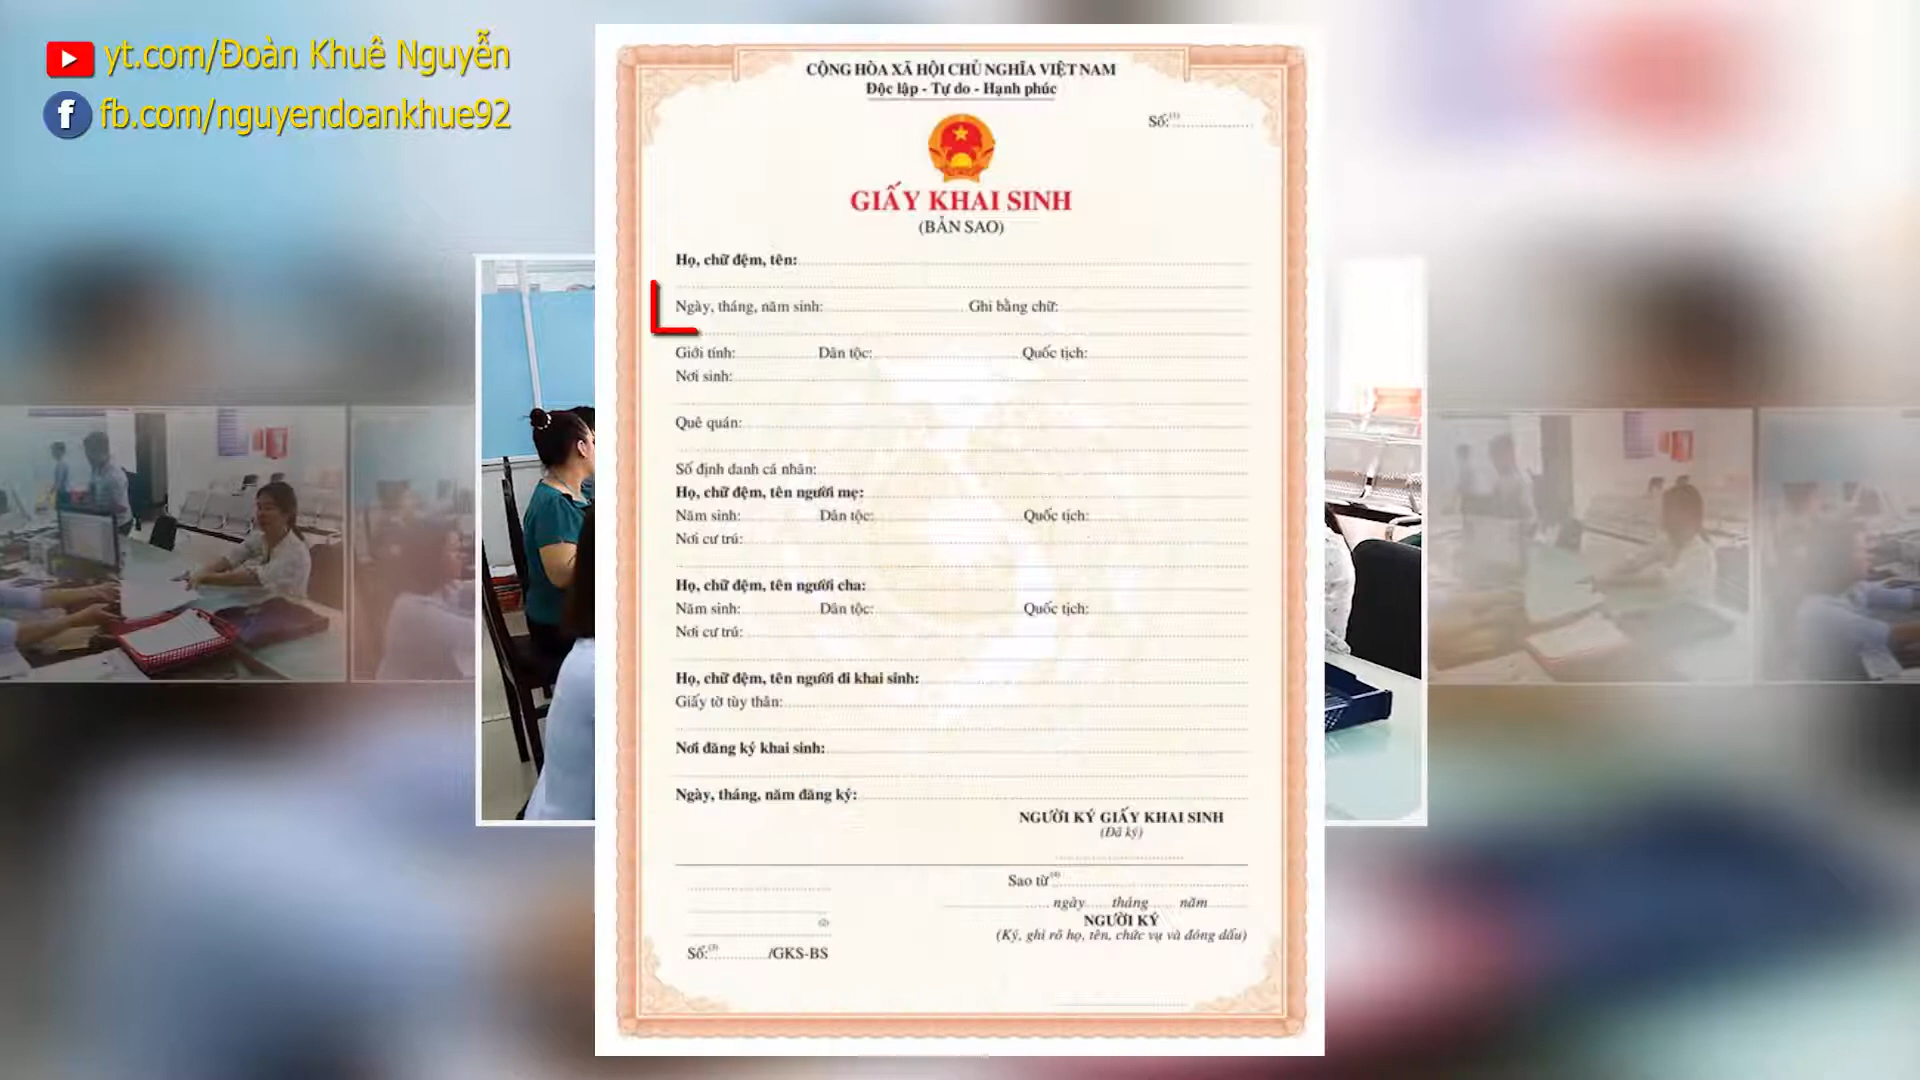 yt.com/Đoàn Khuê Nguyễn
fb.com/nguyendoankhue92
CỘNG HÒA XÃ HỘI CHỦ NGHĨA VIỆT NAM
Độc lập - Tự do - Hạnh phúc
Số:(1)
GIẤY KHAI SINH
(BẢN SAO)
Họ, chữ đệm, tên:
Ngày, tháng, năm sinh: Ghi bằng chữ:
Giới tính: Dân tộc: Quốc tịch:
Nơi sinh:
Quê quán:
Số định danh cá nhân:
Họ, chữ đệm, tên người mẹ:
Năm sinh: Dân tộc: Quốc tịch:
Nơi cư trú:
Họ, chữ đệm, tên người cha:
Năm sinh: Dân tộc: Quốc tịch:
Nơi cư trú:
Họ, chữ đệm, tên người đi khai sinh:
Giấy tờ tùy thân:
Nơi đăng ký khai sinh:
Ngày, tháng, năm đăng ký:
NGƯỜI KÝ GIẤY KHAI SINH
(Đã ký)
Sao từ(4)
ngày tháng năm
NGƯỜI KÝ
(Ký, ghi rõ họ, tên, chức vụ và đóng dấu)
(2)
Số:(3) /GKS-BS